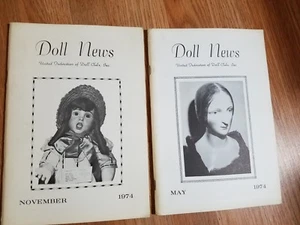 Doll News
United Federation of Doll Clubs, Inc.
NOVEMBER 1974
Doll News
United Federation of Doll Clubs, Inc.
MAY 1974